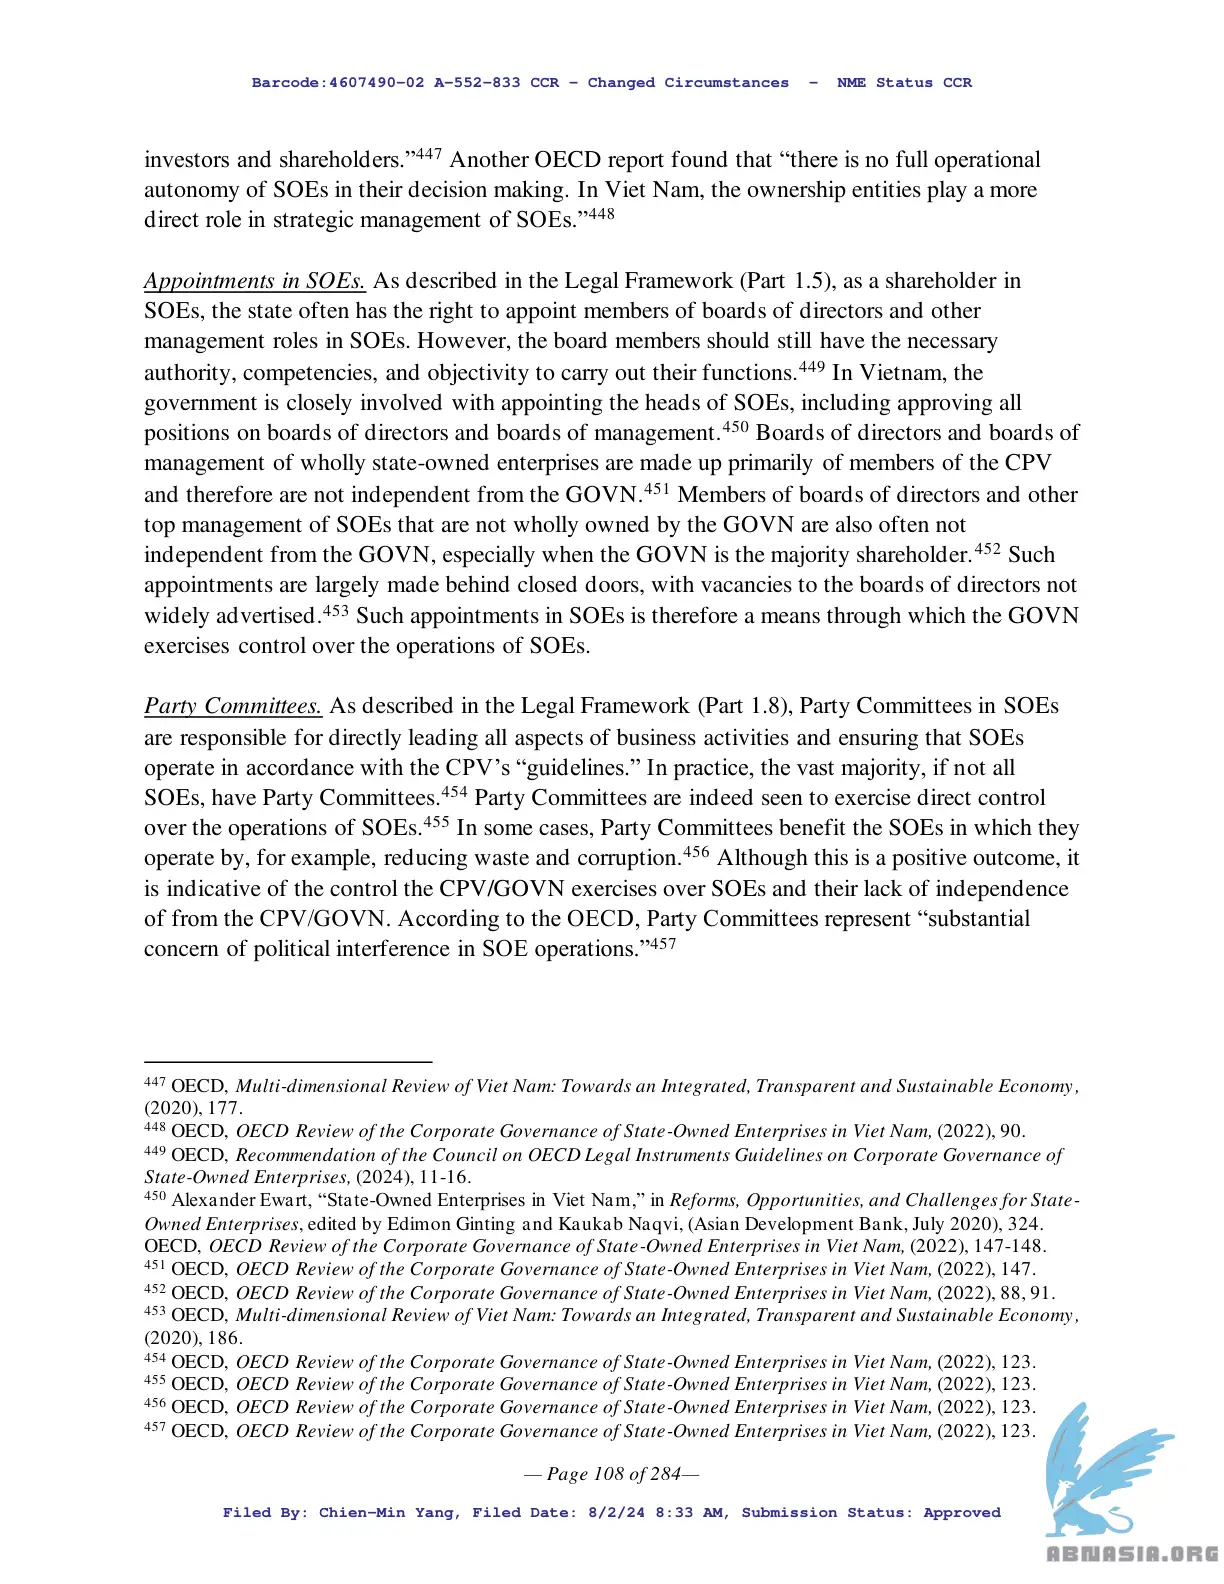 Barcode:4607490-02 A-552-833 CCR - Changed Circumstances - NME Status CCR
investors and shareholders.”447 Another OECD report found that “there is no full operational
autonomy of SOEs in their decision making. In Viet Nam, the ownership entities play a more
direct role in strategic management of SOEs.”448
Appointments in SOEs. As described in the Legal Framework (Part 1.5), as a shareholder in
SOEs, the state often has the right to appoint members of boards of directors and other
management roles in SOEs. However, the board members should still have the necessary
authority, competencies, and objectivity to carry out their functions.449 In Vietnam, the
government is closely involved with appointing the heads of SOEs, including approving all
positions on boards of directors and boards of management.450 Boards of directors and boards of
management of wholly state-owned enterprises are made up primarily of members of the CPV
and therefore are not independent from the GOVN.451 Members of boards of directors and other
top management of SOEs that are not wholly owned by the GOVN are also often not
independent from the GOVN, especially when the GOVN is the majority shareholder.452 Such
appointments are largely made behind closed doors, with vacancies to the boards of directors not
widely advertised.453 Such appointments in SOEs is therefore a means through which the GOVN
exercises control over the operations of SOEs.
Party Committees. As described in the Legal Framework (Part 1.8), Party Committees in SOEs
are responsible for directly leading all aspects of business activities and ensuring that SOEs
operate in accordance with the CPV’s “guidelines.” In practice, the vast majority, if not all
SOEs, have Party Committees.454 Party Committees are indeed seen to exercise direct control
over the operations of SOEs.455 In some cases, Party Committees benefit the SOEs in which they
operate by, for example, reducing waste and corruption.456 Although this is a positive outcome, it
is indicative of the control the CPV/GOVN exercises over SOEs and their lack of independence
of from the CPV/GOVN. According to the OECD, Party Committees represent “substantial
concern of political interference in SOE operations.”457
447 OECD, Multi-dimensional Review of Viet Nam: Towards an Integrated, Transparent and Sustainable Economy,
(2020), 177.
448 OECD, OECD Review of the Corporate Governance of State-Owned Enterprises in Viet Nam, (2022), 90.
449 OECD, Recommendation of the Council on OECD Legal Instruments Guidelines on Corporate Governance of
State-Owned Enterprises, (2024), 11-16.
450 Alexander Ewart, “State-Owned Enterprises in Viet Nam,” in Reforms, Opportunities, and Challenges for State-
Owned Enterprises, edited by Edimon Ginting and Kaukab Naqvi, (Asian Development Bank, July 2020), 324.
OECD, OECD Review of the Corporate Governance of State-Owned Enterprises in Viet Nam, (2022), 147-148.
451 OECD, OECD Review of the Corporate Governance of State-Owned Enterprises in Viet Nam, (2022), 147.
452 OECD, OECD Review of the Corporate Governance of State-Owned Enterprises in Viet Nam, (2022), 88, 91.
453 OECD, Multi-dimensional Review of Viet Nam: Towards an Integrated, Transparent and Sustainable Economy,
(2020), 186.
454 OECD, OECD Review of the Corporate Governance of State-Owned Enterprises in Viet Nam, (2022), 123.
455 OECD, OECD Review of the Corporate Governance of State-Owned Enterprises in Viet Nam, (2022), 123.
456 OECD, OECD Review of the Corporate Governance of State-Owned Enterprises in Viet Nam, (2022), 123.
457 OECD, OECD Review of the Corporate Governance of State-Owned Enterprises in Viet Nam, (2022), 123.
— Page 108 of 284—
Filed By: Chien-Min Yang, Filed Date: 8/2/24 8:33 AM, Submission Status: Approved
ABNASIA.ORG